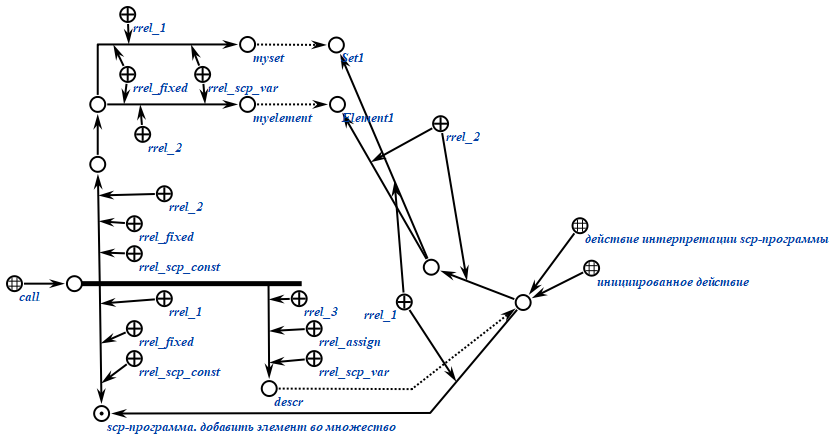 rrel_1
myset
Set1
rrel_fixed
rrel_scp_var
myelement
Element1
rrel_2
rrel_2
rrel_2
rrel_fixed
действие интерпретации scp-программы
rrel_scp_const
инициированное действие
call
rrel_1
rrel_3
rrel_1
rrel_fixed
rrel_assign
rrel_scp_const
rrel_scp_var
descr
scp-программа. добавить элемент во множество